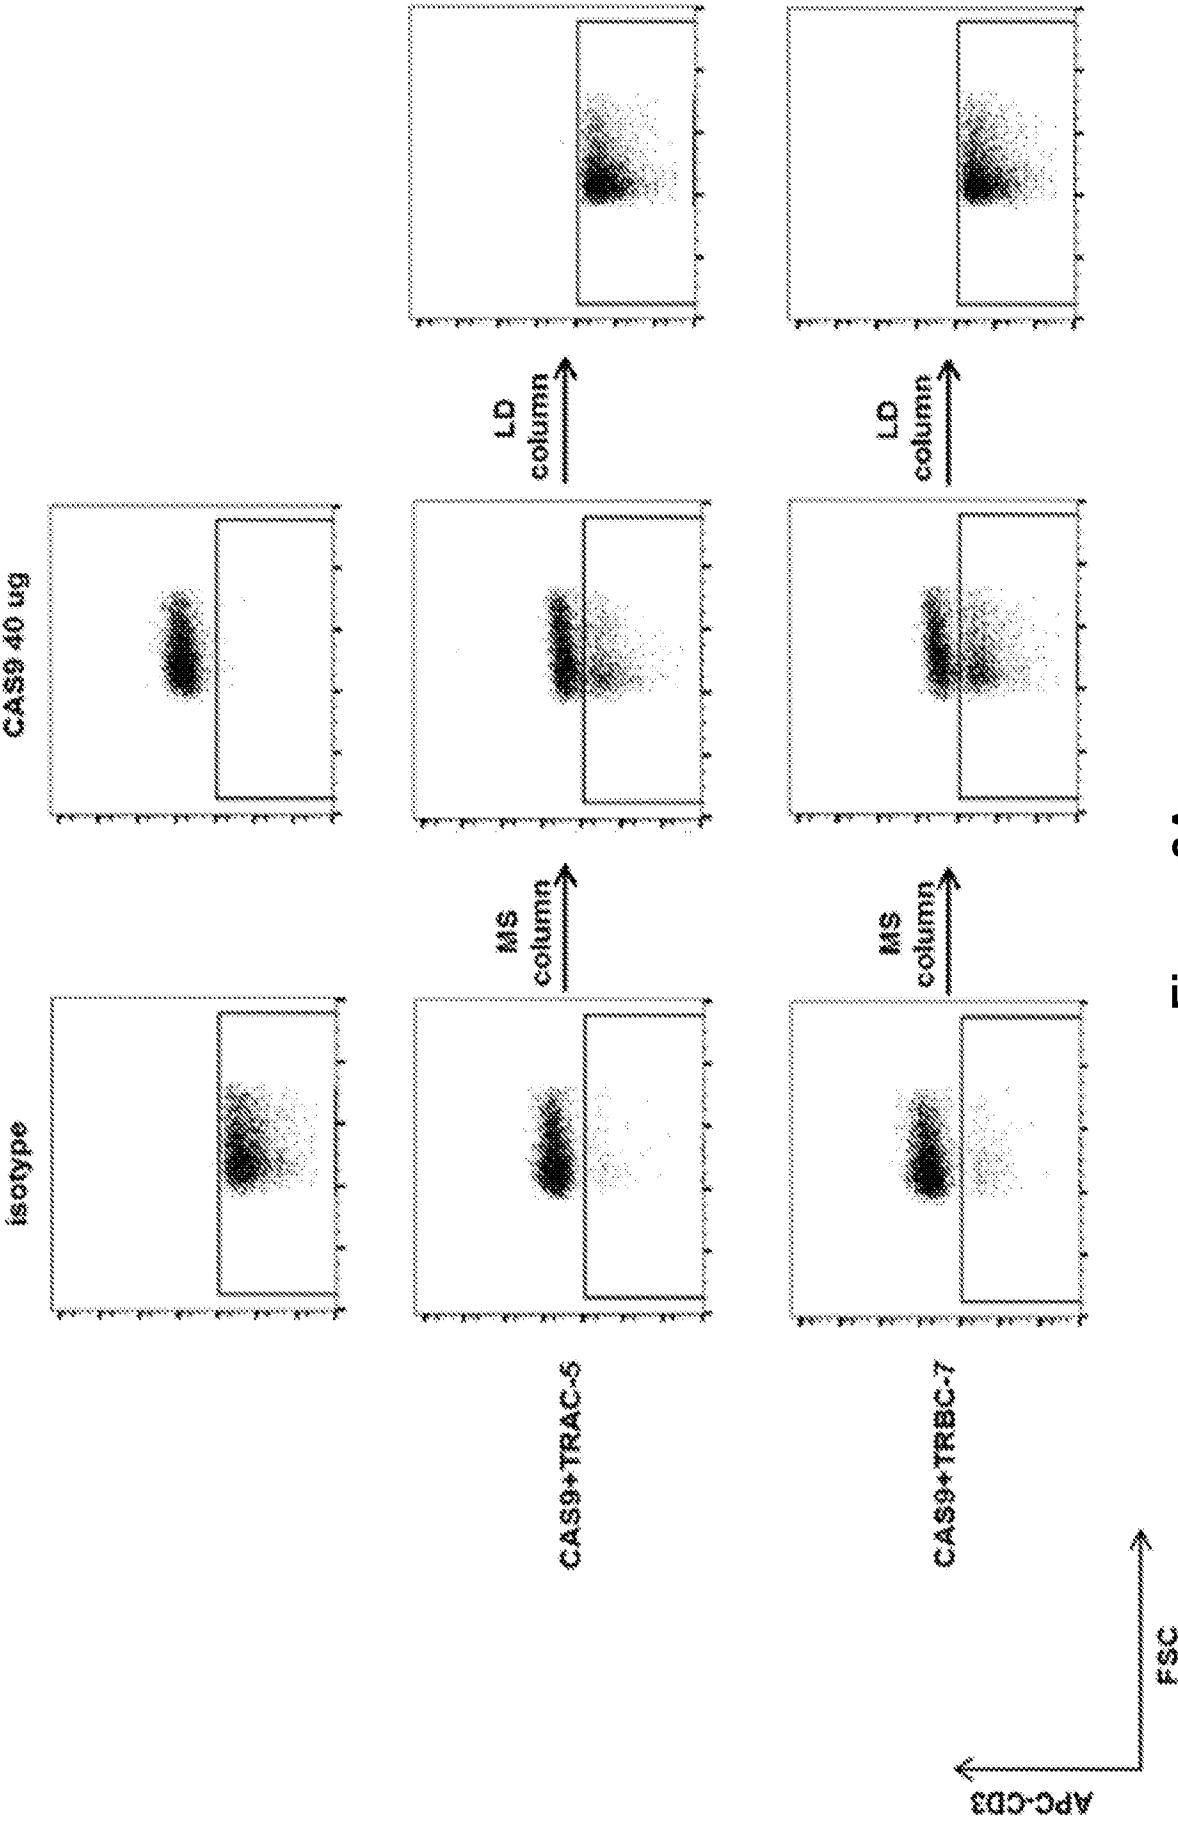 isotype
CAS9 40 ug
CAS9+TRAC-5
MS
column
LD
column
CAS9+TRBC-7
MS
column
LD
column
APC-CD3
FSC